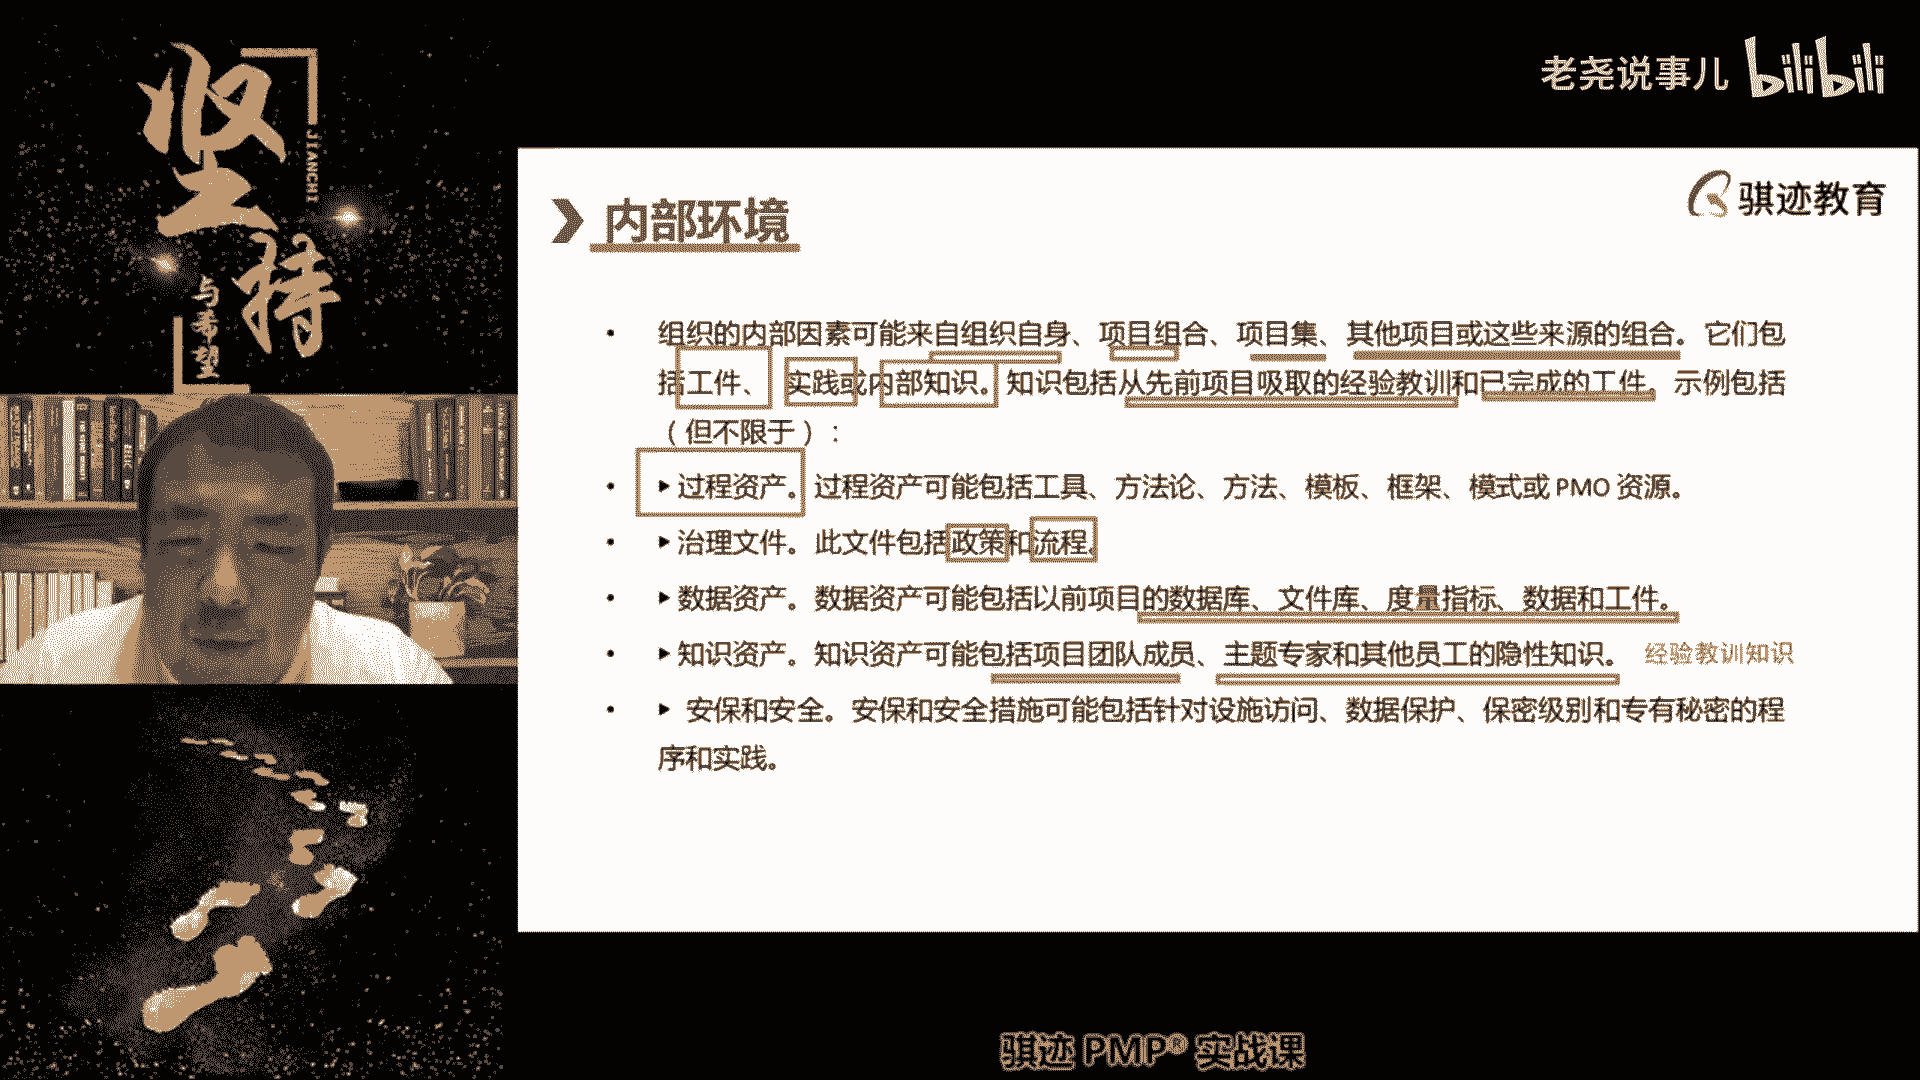 坚持
JIANCHI
与希望
老尧说事儿 bilibili
骐迹教育
内部环境
• 组织的内部因素可能来自组织自身、项目组合、项目集、其他项目或这些来源的组合。它们包
括工件、实践或内部知识。知识包括从先前项目吸取的经验教训和已完成的工件。示例包括
（但不限于）：
• ▶过程资产。过程资产可能包括工具、方法论、方法、模板、框架、模式或 PMO 资源。
• ▶治理文件。此文件包括政策和流程。
• ▶数据资产。数据资产可能包括以前项目的数据库、文件库、度量指标、数据和工件。
• ▶知识资产。知识资产可能包括项目团队成员、主题专家和其他员工的隐性知识。 经验教训知识
• ▶ 安保和安全。安保和安全措施可能包括针对设施访问、数据保护、保密级别和专有秘密的程
序和实践。
骐迹 PMP® 实战课